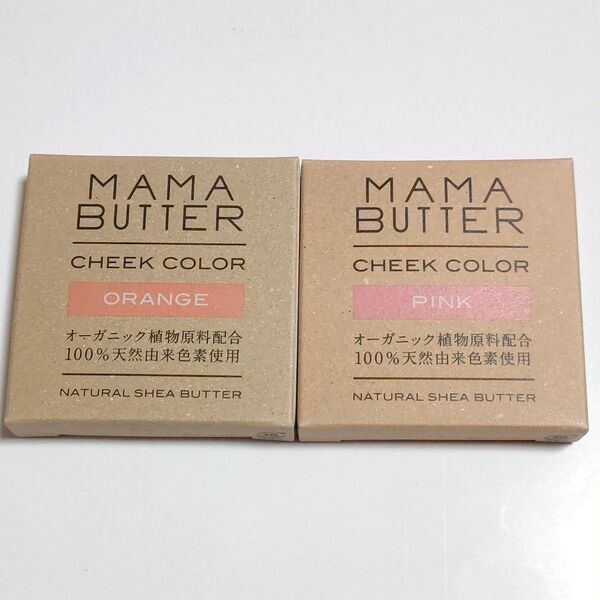 MAMA
BUTTER
CHEEK COLOR
ORANGE
オーガニック植物原料配合
100%天然由来色素使用
NATURAL SHEA BUTTER
MAMA
BUTTER
CHEEK COLOR
PINK
オーガニック植物原料配合
100%天然由来色素使用
NATURAL SHEA BUTTER